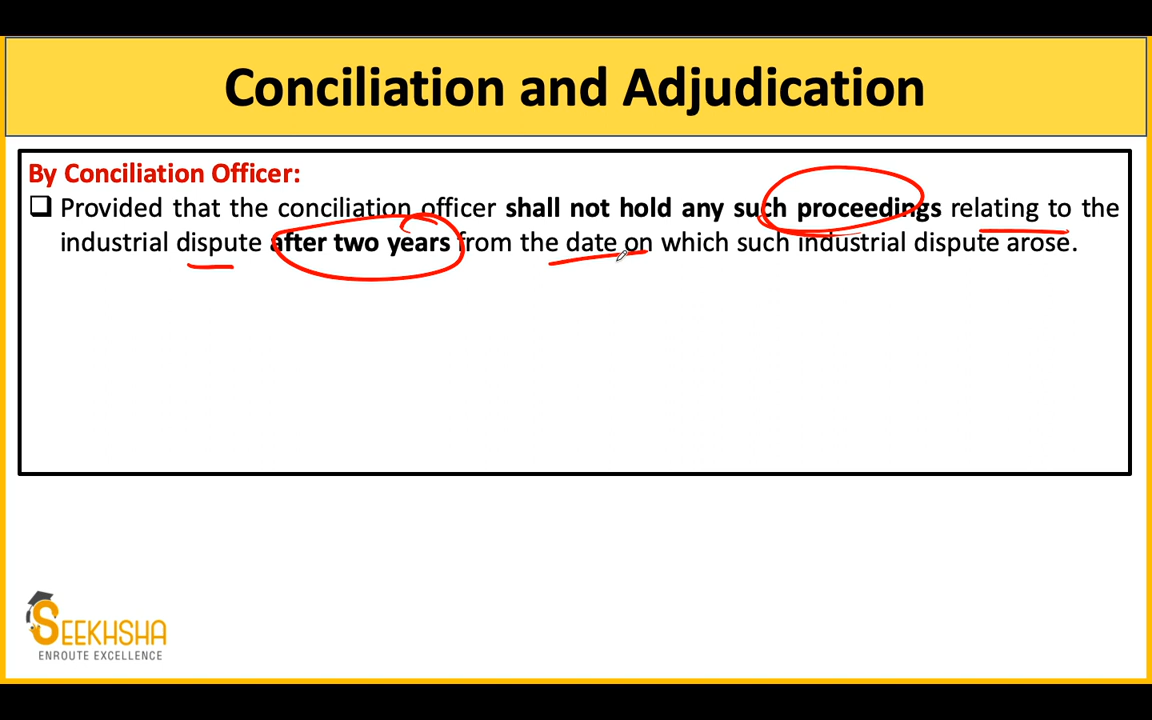 Conciliation and Adjudication
By Conciliation Officer:
❑ Provided that the conciliation officer shall not hold any such proceedings relating to the
industrial dispute after two years from the date on which such industrial dispute arose.
SEEKHSHA
ENROUTE EXCELLENCE